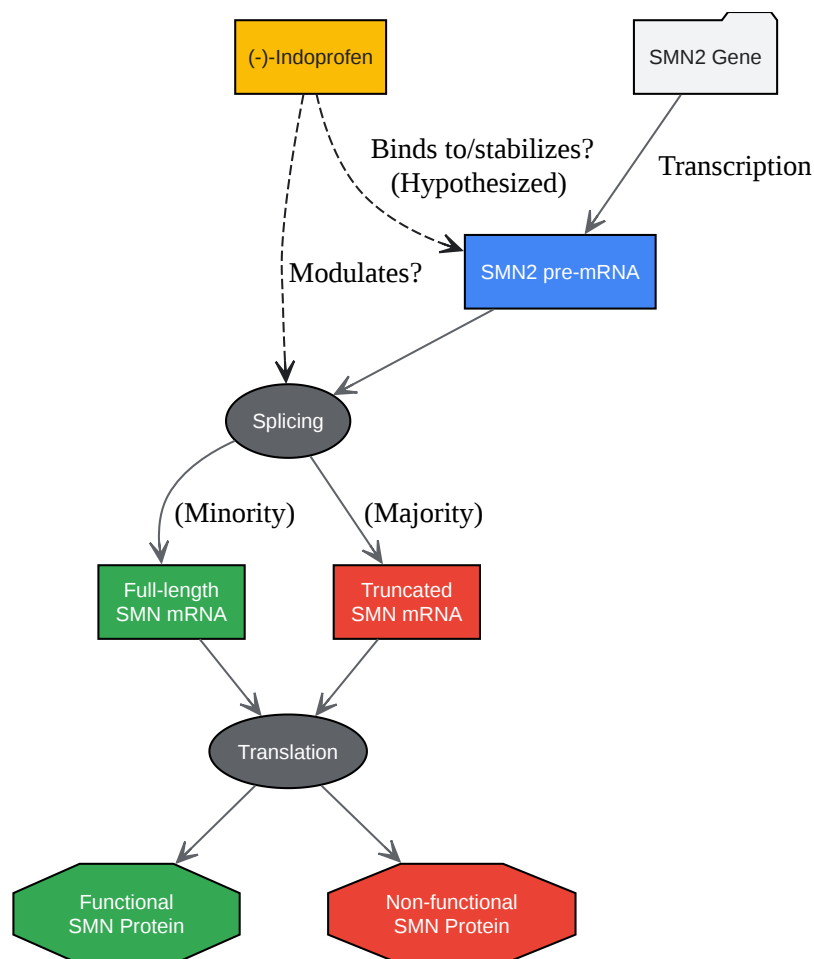 (-)-Indoprofen
SMN2 Gene
Binds to/stabilizes?
(Hypothesized)
Transcription
Modulates?
SMN2 pre-mRNA
Splicing
(Minority)
(Majority)
Full-length
SMN mRNA
Truncated
SMN mRNA
Translation
Functional
SMN Protein
Non-functional
SMN Protein